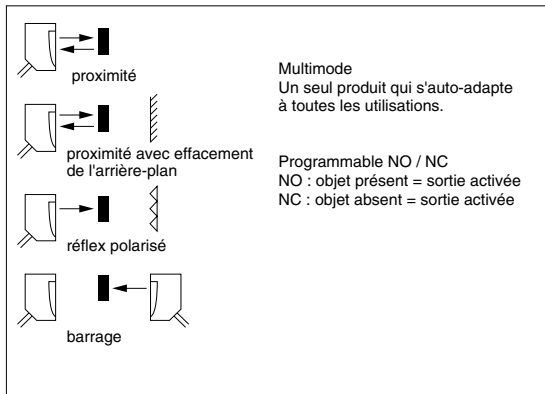 proximité
proximité avec effacement
de l'arrière-plan
réflex polarisé
barrage
Multimode
Un seul produit qui s'auto-adapte
à toutes les utilisations.
Programmable NO / NC
NO : objet présent = sortie activée
NC : objet absent = sortie activée